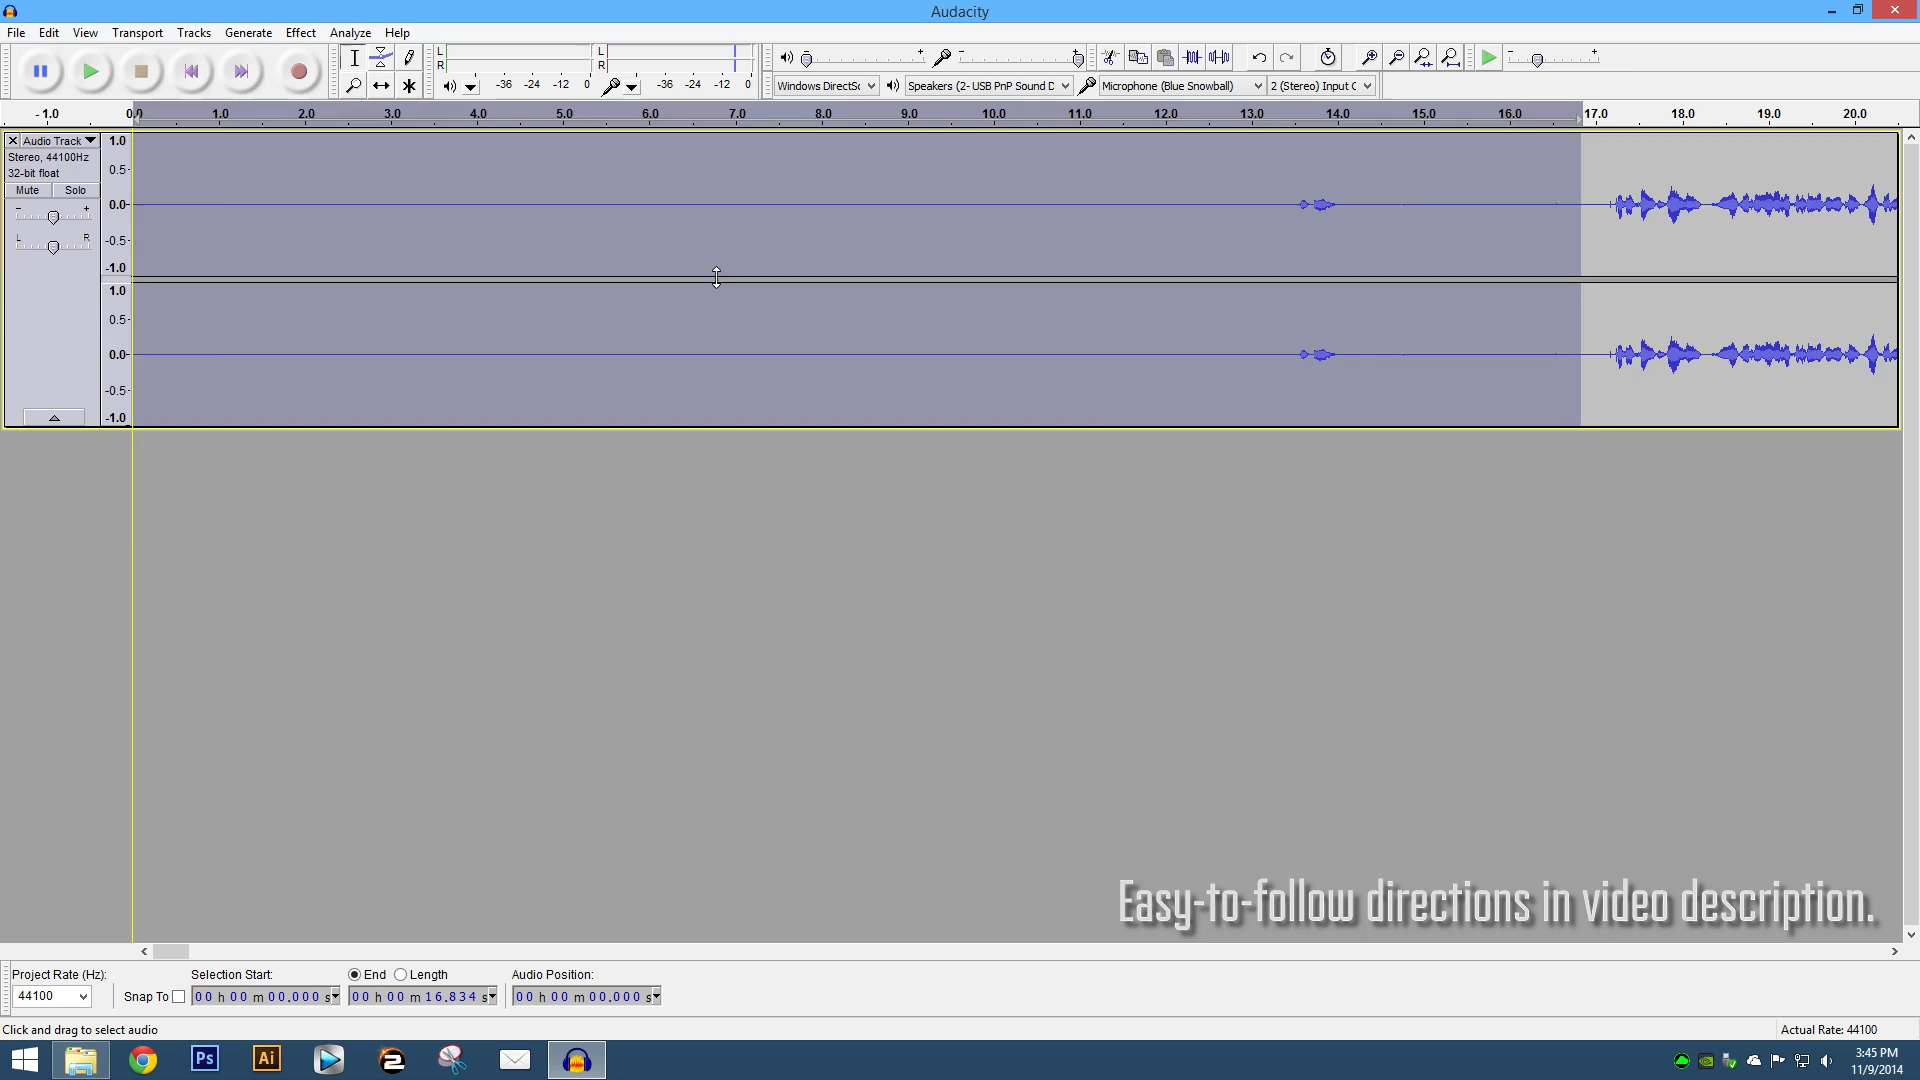 Audacity
File Edit View Transport Tracks Generate Effect Analyze Help
L R -36 -24 -12 0 L R -36 -24 -12 0
Windows DirectSc Speakers (2- USB PnP Sound D Microphone (Blue Snowball) 2 (Stereo) Input C
-1.0 0.0 1.0 2.0 3.0 4.0 5.0 6.0 7.0 8.0 9.0 10.0 11.0 12.0 13.0 14.0 15.0 16.0 17.0 18.0 19.0 20.0
Audio Track
Stereo, 44100Hz
32-bit float
Mute Solo
- +
L R
1.0
0.5-
0.0-
-0.5-
-1.0
1.0
0.5-
0.0-
-0.5-
-1.0
Easy-to-follow directions in video description.
Project Rate (Hz): Selection Start: End Length Audio Position:
44100 Snap To 00 h 00 m 00.000 s 00 h 00 m 16.834 s 00 h 00 m 00.000 s
Click and drag to select audio Actual Rate: 44100
Ps Ai 3:45 PM
11/9/2014